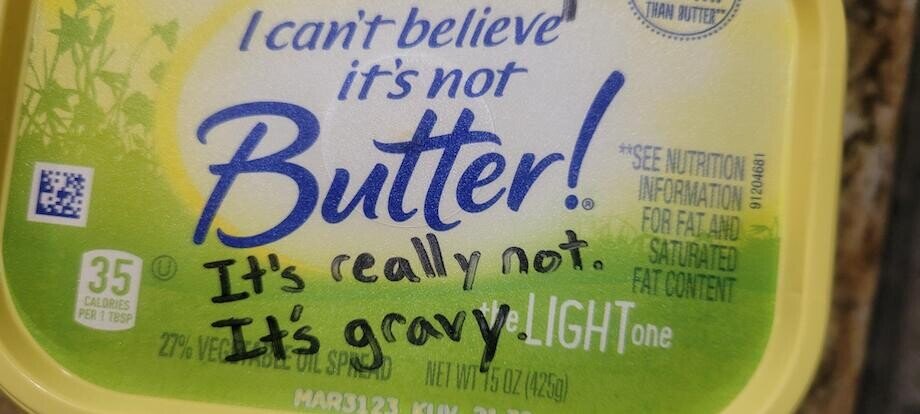 THAN BUTTER**
I can't believe
it's not
Butter!®
**SEE NUTRITION
INFORMATION
FOR FAT AND
SATURATED
FAT CONTENT
91204681
It's really not.
It's gravy.
35
CALORIES
PER 1 TBSP
U
the LIGHT one
27% VEGETABLE OIL SPREAD
NET WT 15 OZ (425g)
MAR3123